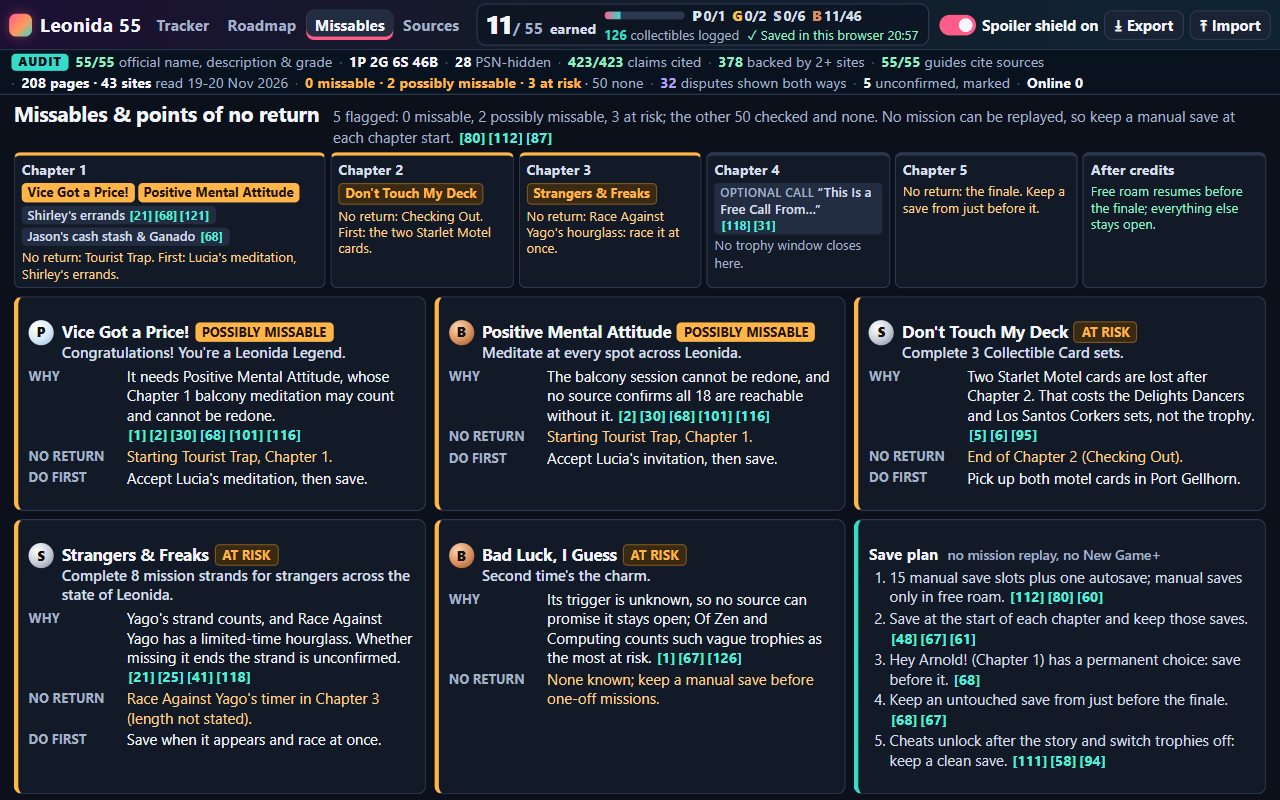 Leonida 55 Tracker Roadmap Missables Sources 11 / 55 earned P 0/1 G 0/2 S 0/6 B 11/46 Spoiler shield on Export Import
126 collectibles logged ✓ Saved in this browser 20:57
AUDIT 55/55 official name, description & grade · 1P 2G 6S 46B · 28 PSN-hidden · 423/423 claims cited · 378 backed by 2+ sites · 55/55 guides cite sources
· 208 pages · 43 sites read 19-20 Nov 2026 · 0 missable · 2 possibly missable · 3 at risk · 50 none · 32 disputes shown both ways · 5 unconfirmed, marked · Online 0
Missables & points of no return 5 flagged: 0 missable, 2 possibly missable, 3 at risk; the other 50 checked and none. No mission can be replayed, so keep a manual save at
each chapter start. [80] [112] [87]
Chapter 1
Vice Got a Price! Positive Mental Attitude
Shirley's errands [21] [68] [121]
Jason's cash stash & Ganado [68]
No return: Tourist Trap. First: Lucia's meditation,
Shirley's errands.
Chapter 2
Don't Touch My Deck
No return: Checking Out.
First: the two Starlet Motel
cards.
Chapter 3
Strangers & Freaks
No return: Race Against
Yago's hourglass: race it at
once.
Chapter 4
OPTIONAL CALL “This Is a
Free Call From...”
[118] [31]
No trophy window closes
here.
Chapter 5
No return: the finale. Keep a
save from just before it.
After credits
Free roam resumes before
the finale; everything else
stays open.
P Vice Got a Price! POSSIBLY MISSABLE
Congratulations! You're a Leonida Legend.
WHY It needs Positive Mental Attitude, whose
Chapter 1 balcony meditation may count
and cannot be redone.
[1] [2] [30] [68] [101] [116]
NO RETURN Starting Tourist Trap, Chapter 1.
DO FIRST Accept Lucia's meditation, then save.
B Positive Mental Attitude POSSIBLY MISSABLE
Meditate at every spot across Leonida.
WHY The balcony session cannot be redone, and
no source confirms all 18 are reachable
without it. [2] [30] [68] [101] [116]
NO RETURN Starting Tourist Trap, Chapter 1.
DO FIRST Accept Lucia's invitation, then save.
S Don't Touch My Deck AT RISK
Complete 3 Collectible Card sets.
WHY Two Starlet Motel cards are lost after
Chapter 2. That costs the Delights Dancers
and Los Santos Corkers sets, not the trophy.
[5] [6] [95]
NO RETURN End of Chapter 2 (Checking Out).
DO FIRST Pick up both motel cards in Port Gellhorn.
S Strangers & Freaks AT RISK
Complete 8 mission strands for strangers across the
state of Leonida.
WHY Yago's strand counts, and Race Against
Yago has a limited-time hourglass. Whether
missing it ends the strand is unconfirmed.
[21] [25] [41] [118]
NO RETURN Race Against Yago's timer in Chapter 3
(length not stated).
DO FIRST Save when it appears and race at once.
B Bad Luck, I Guess AT RISK
Second time's the charm.
WHY Its trigger is unknown, so no source can
promise it stays open; Of Zen and
Computing counts such vague trophies as
the most at risk. [1] [67] [126]
NO RETURN None known; keep a manual save before
one-off missions.
Save plan no mission replay, no New Game+
1. 15 manual save slots plus one autosave; manual saves
only in free roam. [112] [80] [60]
2. Save at the start of each chapter and keep those saves.
[48] [67] [61]
3. Hey Arnold! (Chapter 1) has a permanent choice: save
before it. [68]
4. Keep an untouched save from just before the finale.
[68] [67]
5. Cheats unlock after the story and switch trophies off:
keep a clean save. [111] [58] [94]